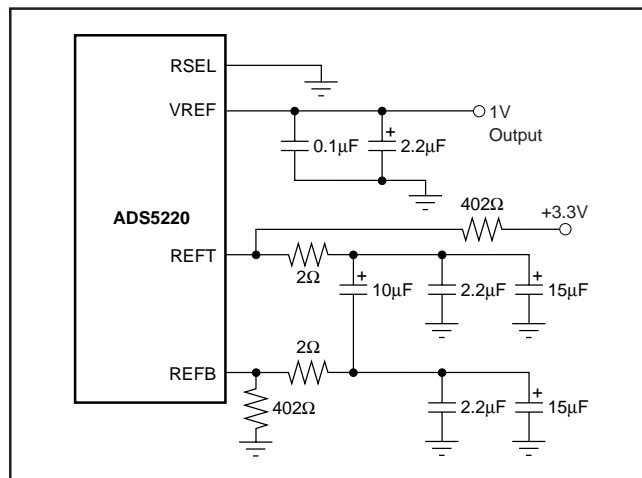 RSEL
VREF
1V
Output
0.1μF
+
2.2μF
ADS5220
402Ω
+3.3V
REFT
2Ω
+
10μF
2.2μF
+
15μF
2Ω
REFB
402Ω
2.2μF
+
15μF